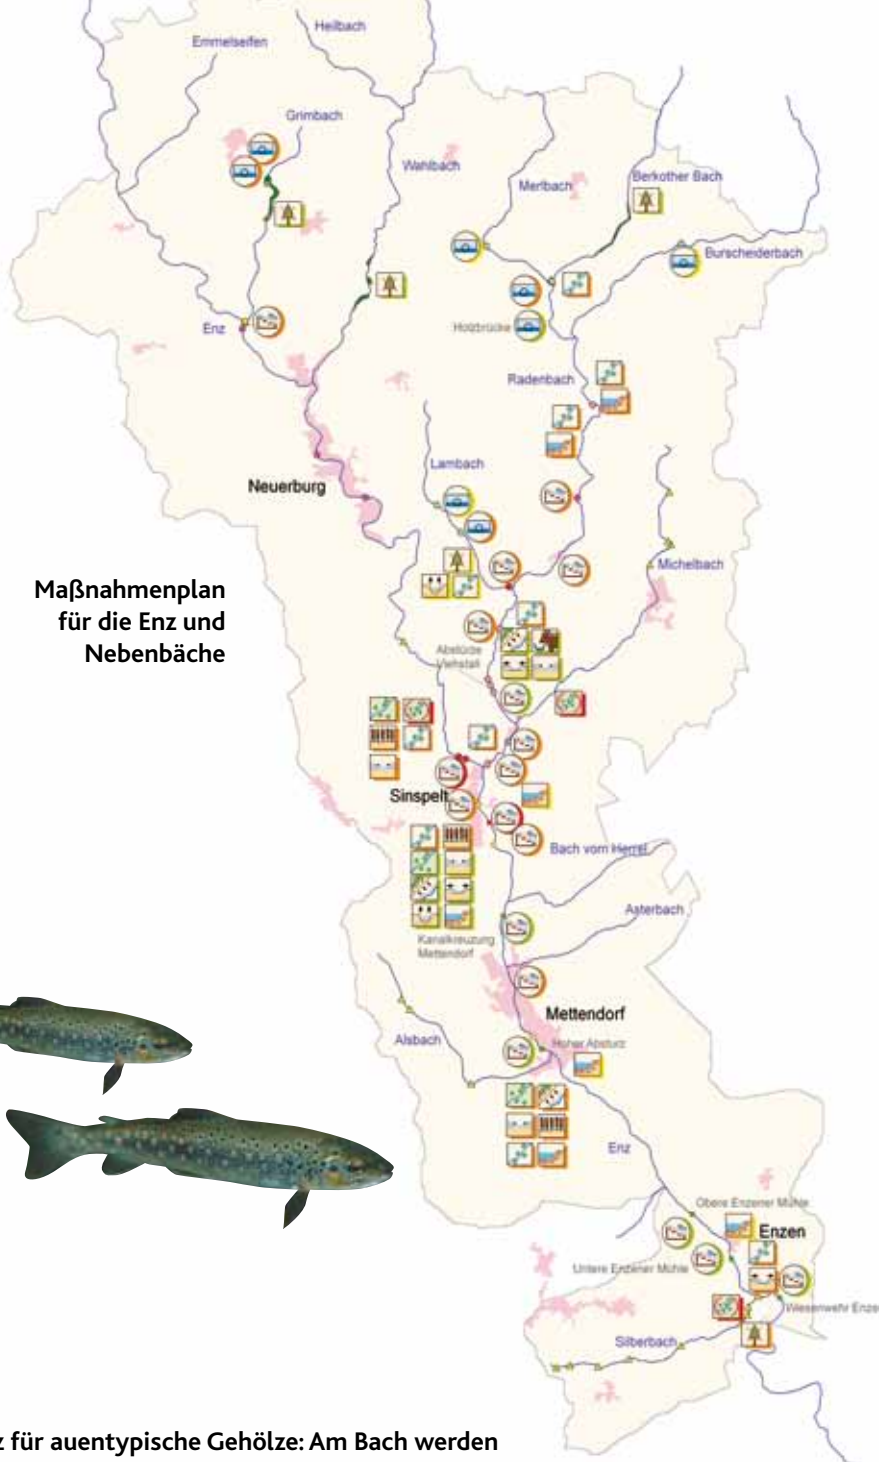 Heilbach
Emmelseifen
Grimbach
Wahlbach
Merlbach
Berkother Bach
Burscheiderbach
Enz
Holzbrücke
Radenbach
Lambach
Neuerburg
Michelbach
Maßnahmenplan
für die Enz und
Nebenbäche
Abstürze
Viehstall
Sinspelt
Bach vom Herrel
Asterbach
Kanalkreuzung
Mettendorf
Mettendorf
Alsbach
Hoher Absturz
Enz
Obere Enzener Mühle
Enzen
Untere Enzener Mühle
Wiesenwehr Enze
Silberbach
z für auentypische Gehölze: Am Bach werden